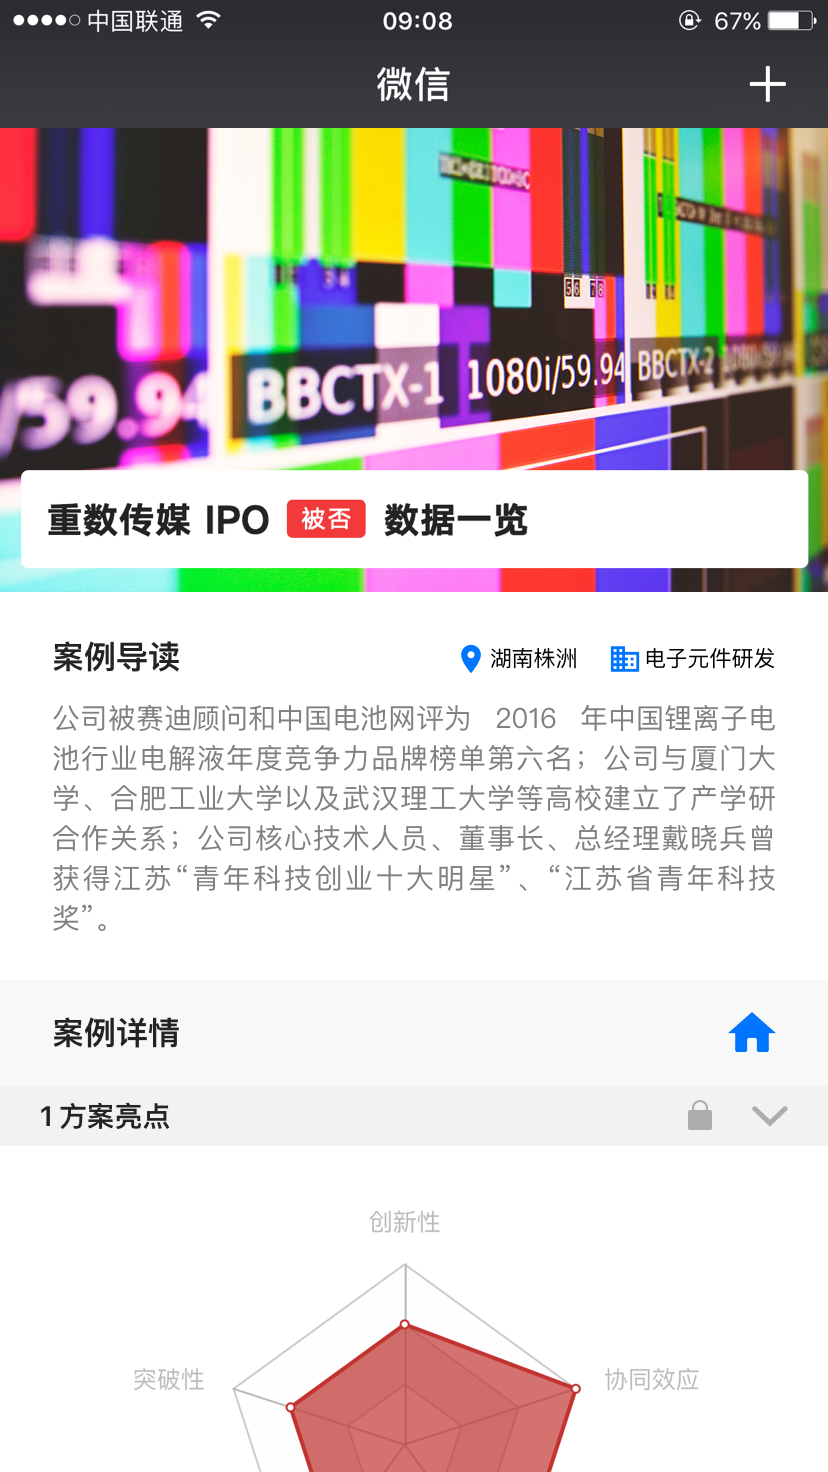 中国联通 09:08 67%
微信
BBCTX-1 1080i/59.94 BBCTX-2
/59.94
56 78
重数传媒 IPO 被否 数据一览
案例导读 湖南株洲 电子元件研发
公司被赛迪顾问和中国电池网评为 2016 年中国锂离子电
池行业电解液年度竞争力品牌榜单第六名；公司与厦门大
学、合肥工业大学以及武汉理工大学等高校建立了产学研
合作关系；公司核心技术人员、董事长、总经理戴晓兵曾
获得江苏“青年科技创业十大明星”、“江苏省青年科技
奖”。
案例详情
1 方案亮点
创新性
突破性 协同效应